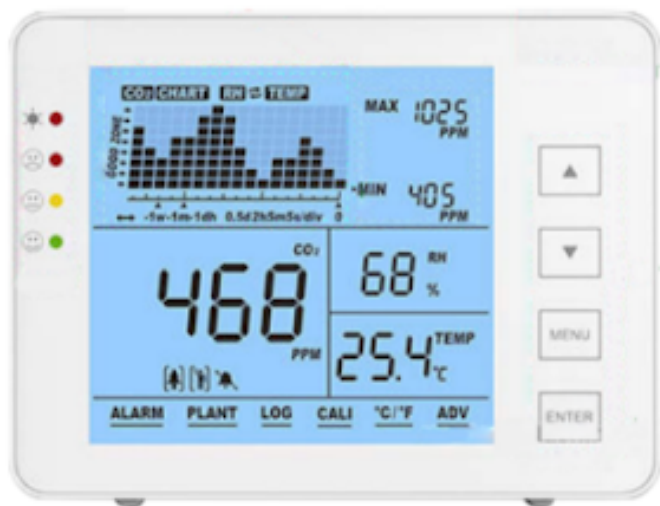 CO₂ CHART RH ⇄ TEMP
GOOD ZONE
MAX 1025
PPM
MIN 405
PPM
-1w-1m-1dh 0.5d2h5m5s/div 0
CO₂
468
PPM
68 RH
%
25.4 TEMP
°C
ALARM PLANT LOG CALI °C/°F ADV
MENU
ENTER